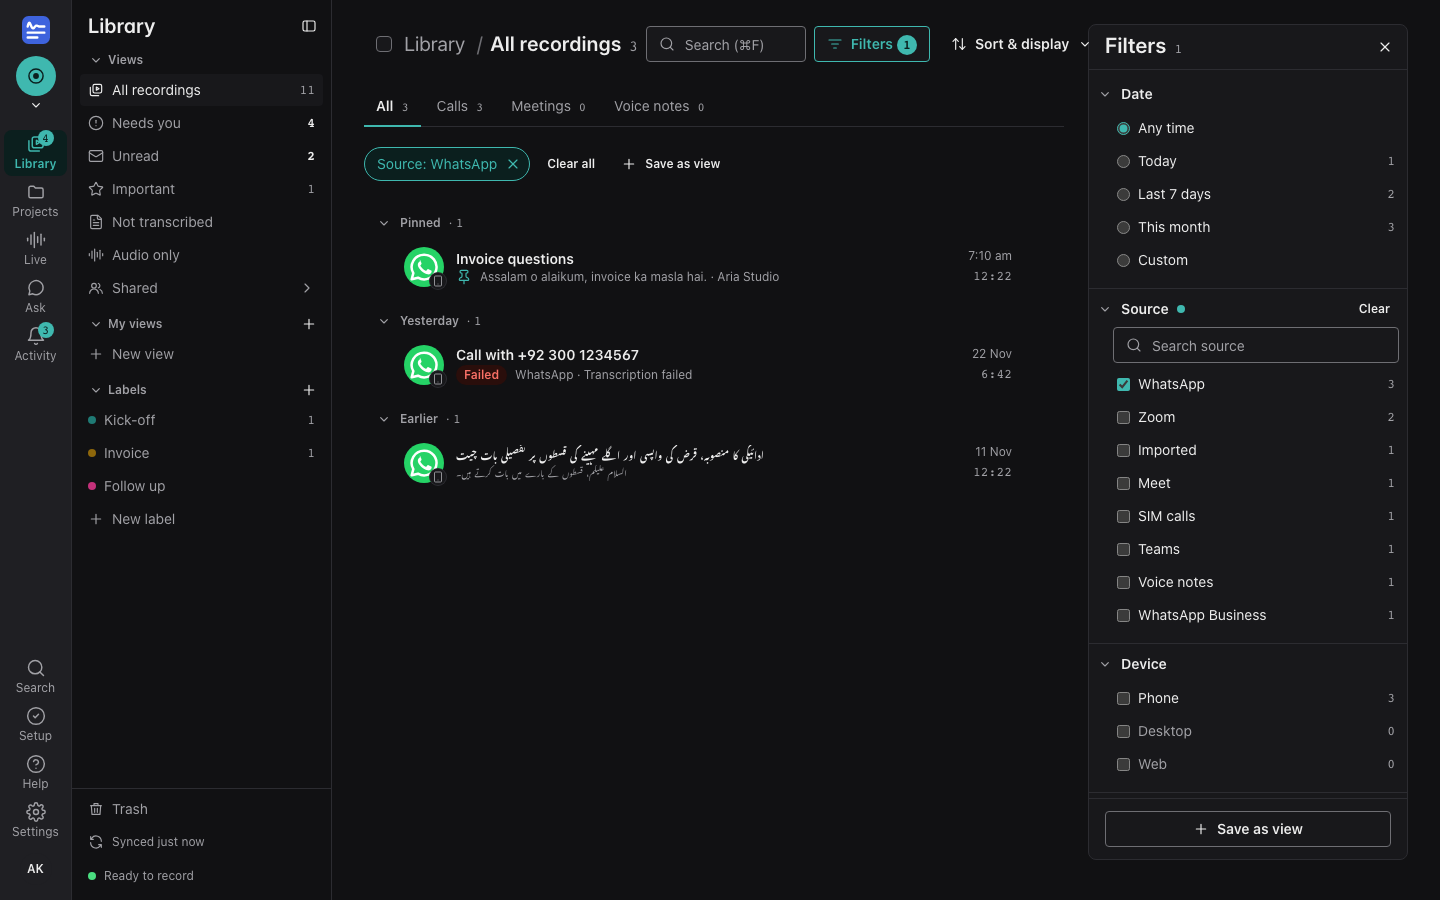 Library
Views
All recordings 11
Needs you 4
Unread 2
Important 1
Not transcribed
Audio only
Shared
My views
New view
Labels
Kick-off 1
Invoice 1
Follow up
New label
Trash
Synced just now
Ready to record
4
Library
Projects
Live
Ask
3
Activity
Search
Setup
Help
Settings
AK
Library / All recordings 3
Search (⌘F)
Filters 1
Sort & display
All 3 Calls 3 Meetings 0 Voice notes 0
Source: WhatsApp Clear all Save as view
Pinned · 1
Invoice questions 7:10 am
Assalam o alaikum, invoice ka masla hai. · Aria Studio 12:22
Yesterday · 1
Call with +92 300 1234567 22 Nov
Failed WhatsApp · Transcription failed 6:42
Earlier · 1
ادائیگی کا منصوبہ، قرض کی واپسی اور اگلے مہینے کی قسطوں پر تفصیلی بات چیت 11 Nov
السلام علیکم، قسطوں کے بارے میں بات کرتے ہیں۔ 12:22
Filters 1
Date
Any time
Today 1
Last 7 days 2
This month 3
Custom
Source Clear
Search source
WhatsApp 3
Zoom 2
Imported 1
Meet 1
SIM calls 1
Teams 1
Voice notes 1
WhatsApp Business 1
Device
Phone 3
Desktop 0
Web 0
Save as view